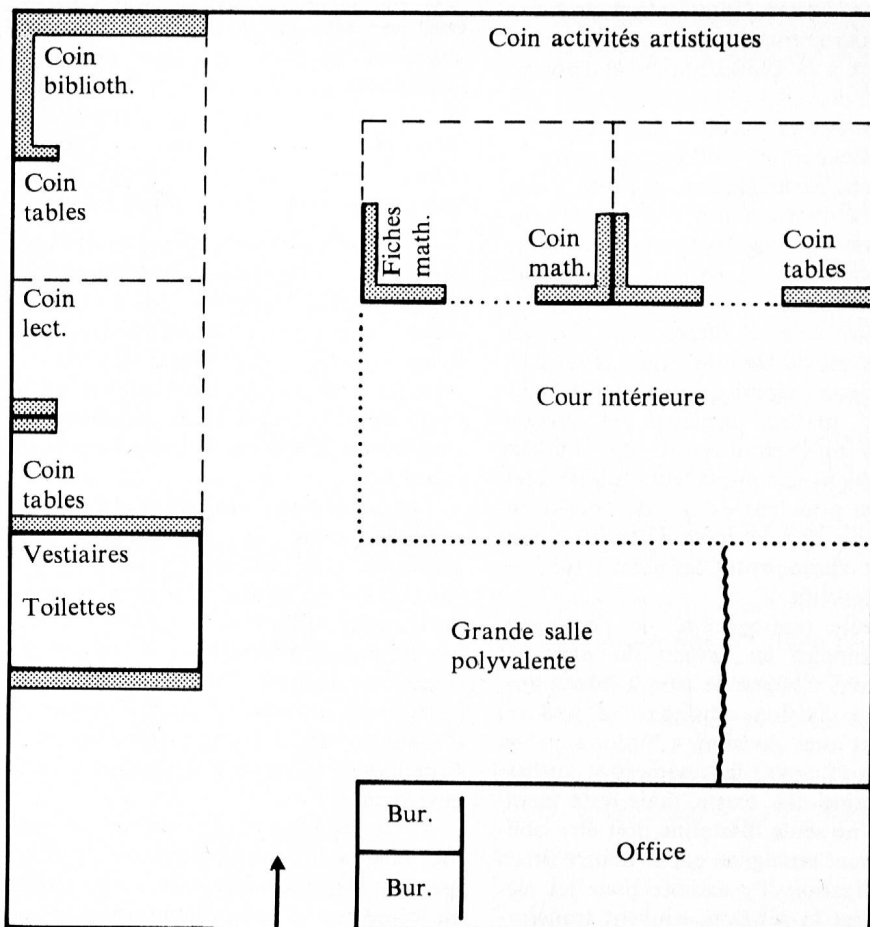 Coin activités artistiques
Coin
biblioth.
Coin
tables
Fiches
math.
Coin
math.
Coin
tables
Coin
lect.
Cour intérieure
Coin
tables
Vestiaires
Toilettes
Grande salle
polyvalente
Bur.
Office
Bur.